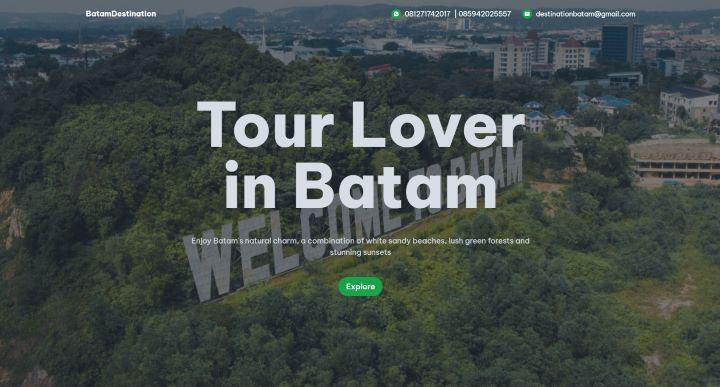 BatamDestination
081271742017 | 085942025557
destinationbatam@gmail.com
Tour Lover
in Batam
WELCOME TO BATAM
Enjoy Batam's natural charm, a combination of white sandy beaches, lush green forests and
stunning sunsets
Explore